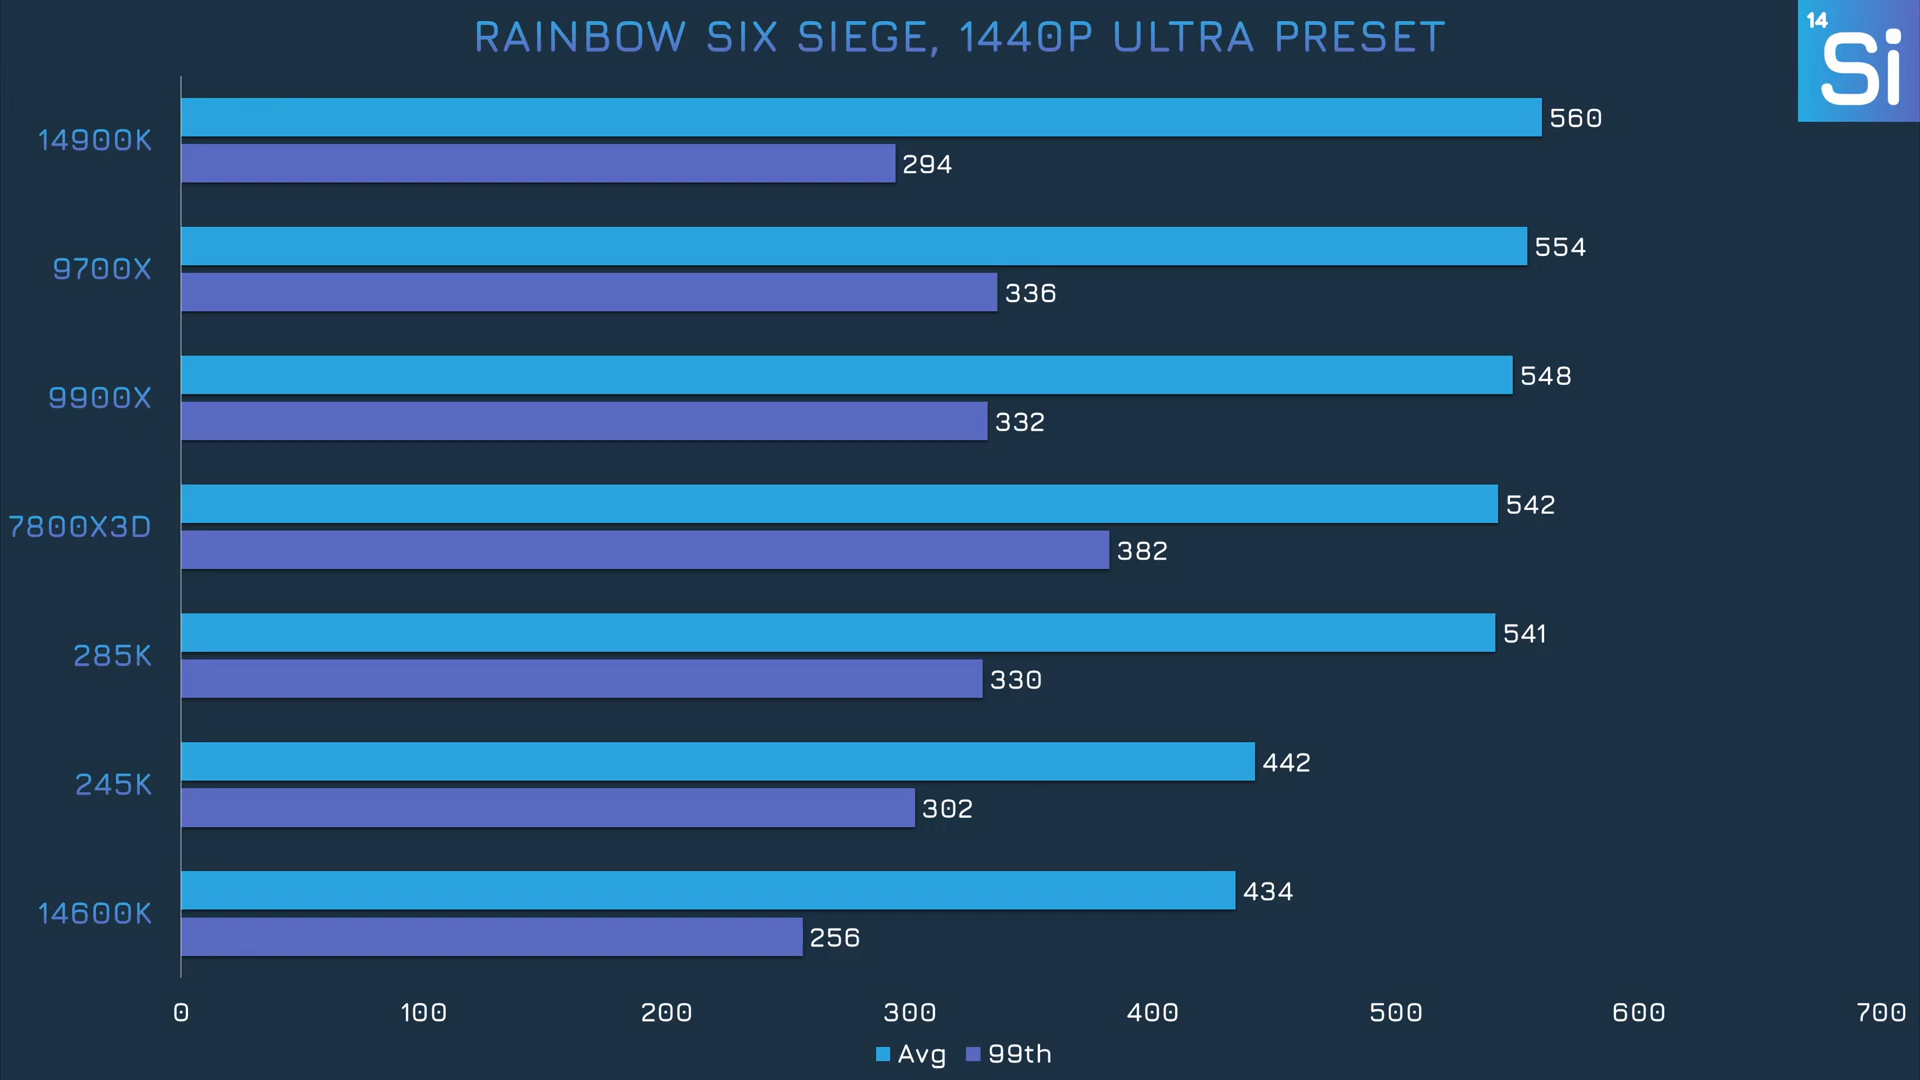 RAINBOW SIX SIEGE, 1440P ULTRA PRESET
14
Si
14900K
560
294
9700X
554
336
9900X
548
332
7800X3D
542
382
285K
541
330
245K
442
302
14600K
434
256
0 100 200 300 400 500 600 700
Avg 99th